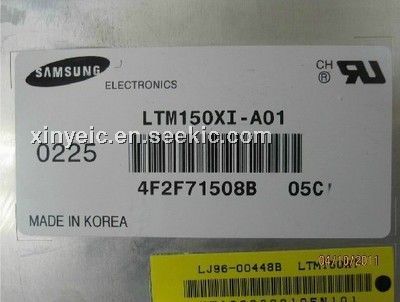 SAMSUNG
ELECTRONICS
CH
®
LTM150XI-A01
xinyeic.en.seekic.com
0225
4F2F71508B 05C
MADE IN KOREA
04/10/2011
LJ96-00448B